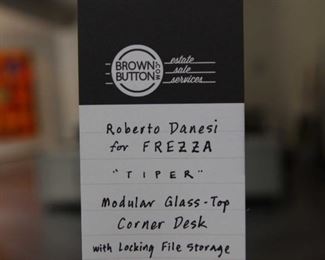 BROWN
BUTTON
.com
estate
sale
services
Roberto Danesi
for FREZZA
"TIPER"
Modular Glass-Top
Corner Desk
with Locking File Storage